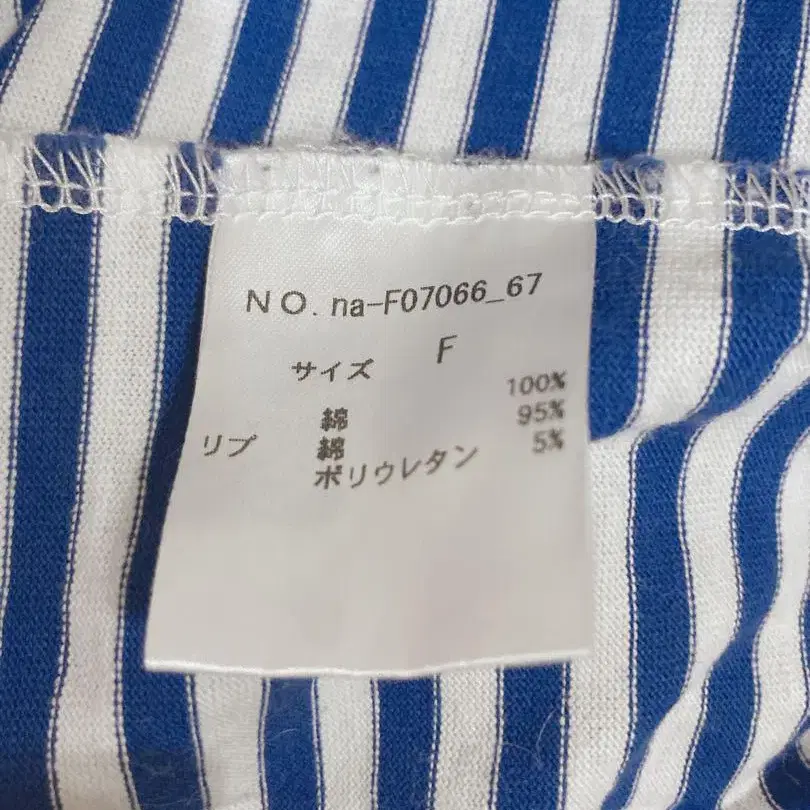 NO. na-F07066_67
サイズ F
綿 100%
リブ 綿 95%
ポリウレタン 5%